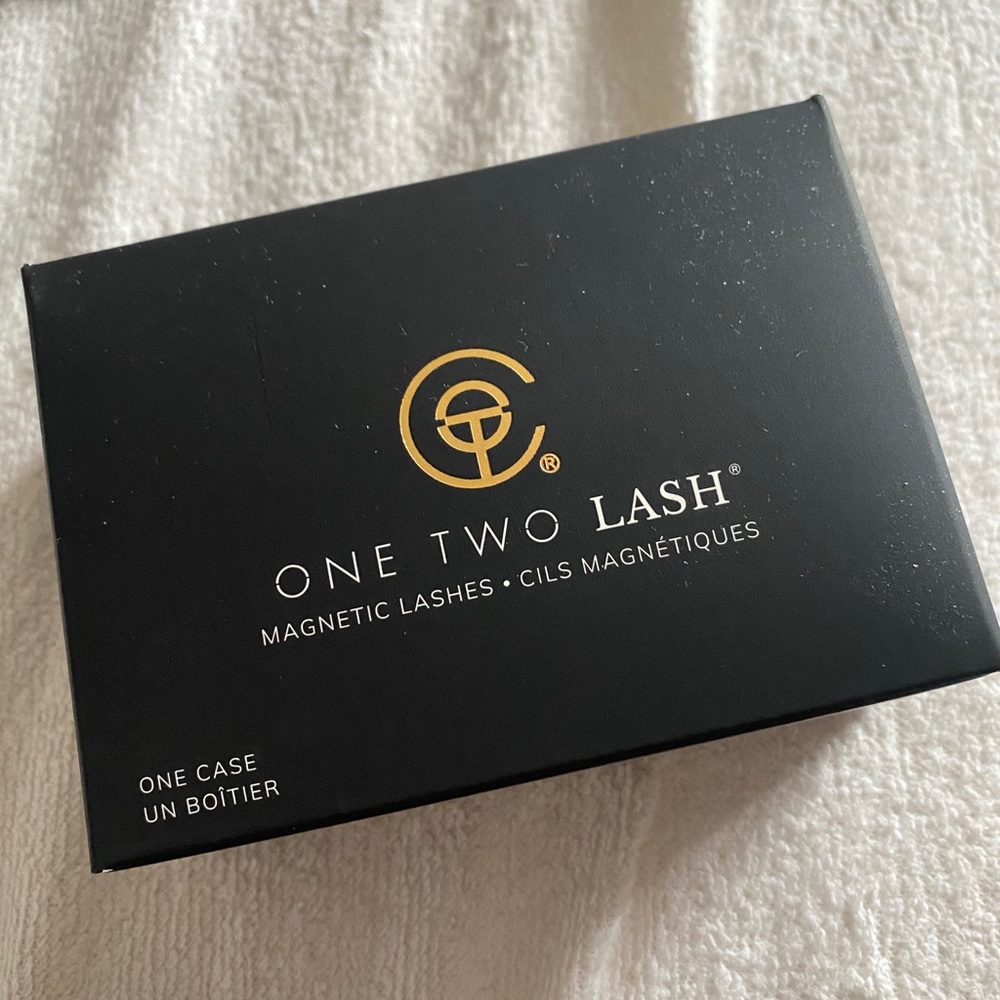 ®
ONE TWO LASH®
MAGNETIC LASHES • CILS MAGNÉTIQUES
ONE CASE
UN BOÎTIER